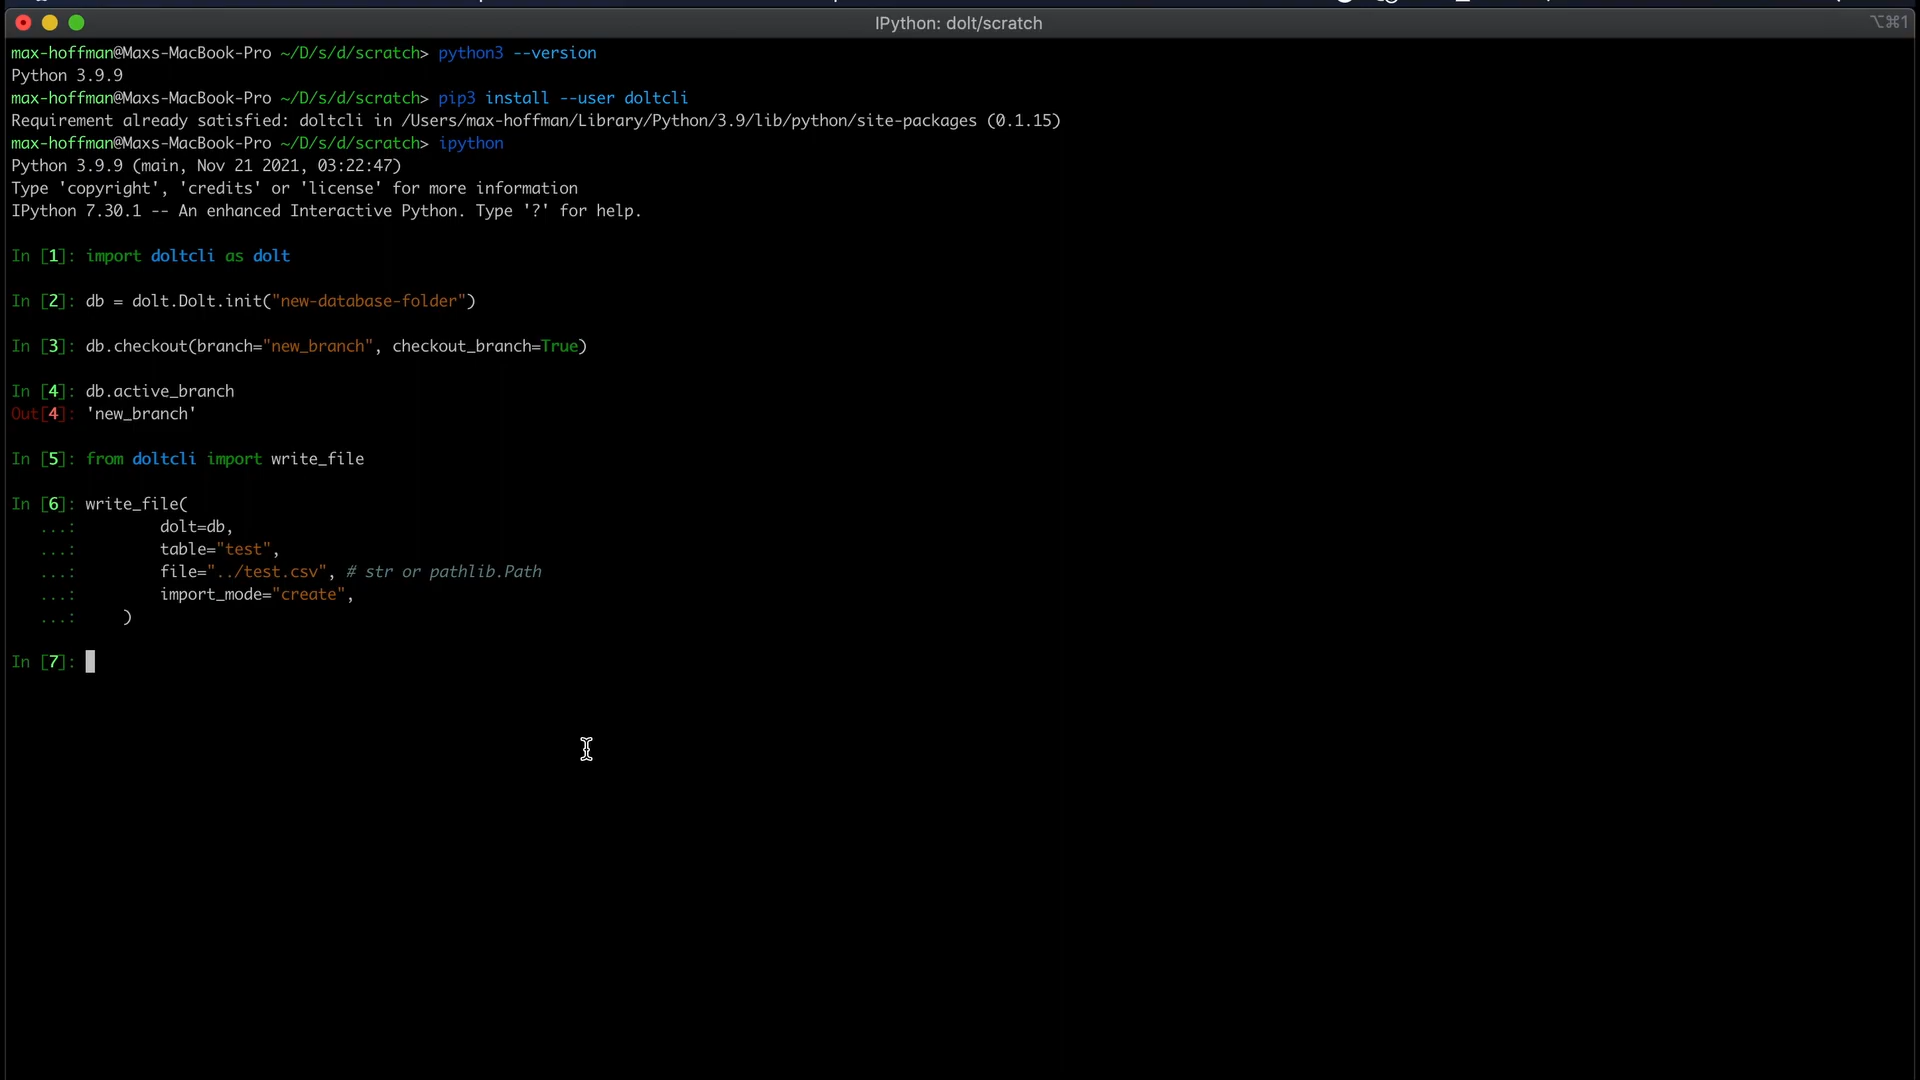 IPython: dolt/scratch
⌥⌘1
max-hoffman@Maxs-MacBook-Pro ~/D/s/d/scratch> python3 --version
Python 3.9.9
max-hoffman@Maxs-MacBook-Pro ~/D/s/d/scratch> pip3 install --user doltcli
Requirement already satisfied: doltcli in /Users/max-hoffman/Library/Python/3.9/lib/python/site-packages (0.1.15)
max-hoffman@Maxs-MacBook-Pro ~/D/s/d/scratch> ipython
Python 3.9.9 (main, Nov 21 2021, 03:22:47)
Type 'copyright', 'credits' or 'license' for more information
IPython 7.30.1 -- An enhanced Interactive Python. Type '?' for help.
In [1]: import doltcli as dolt
In [2]: db = dolt.Dolt.init("new-database-folder")
In [3]: db.checkout(branch="new_branch", checkout_branch=True)
In [4]: db.active_branch
Out[4]: 'new_branch'
In [5]: from doltcli import write_file
In [6]: write_file(
...: dolt=db,
...: table="test",
...: file="../test.csv", # str or pathlib.Path
...: import_mode="create",
...: )
In [7]: